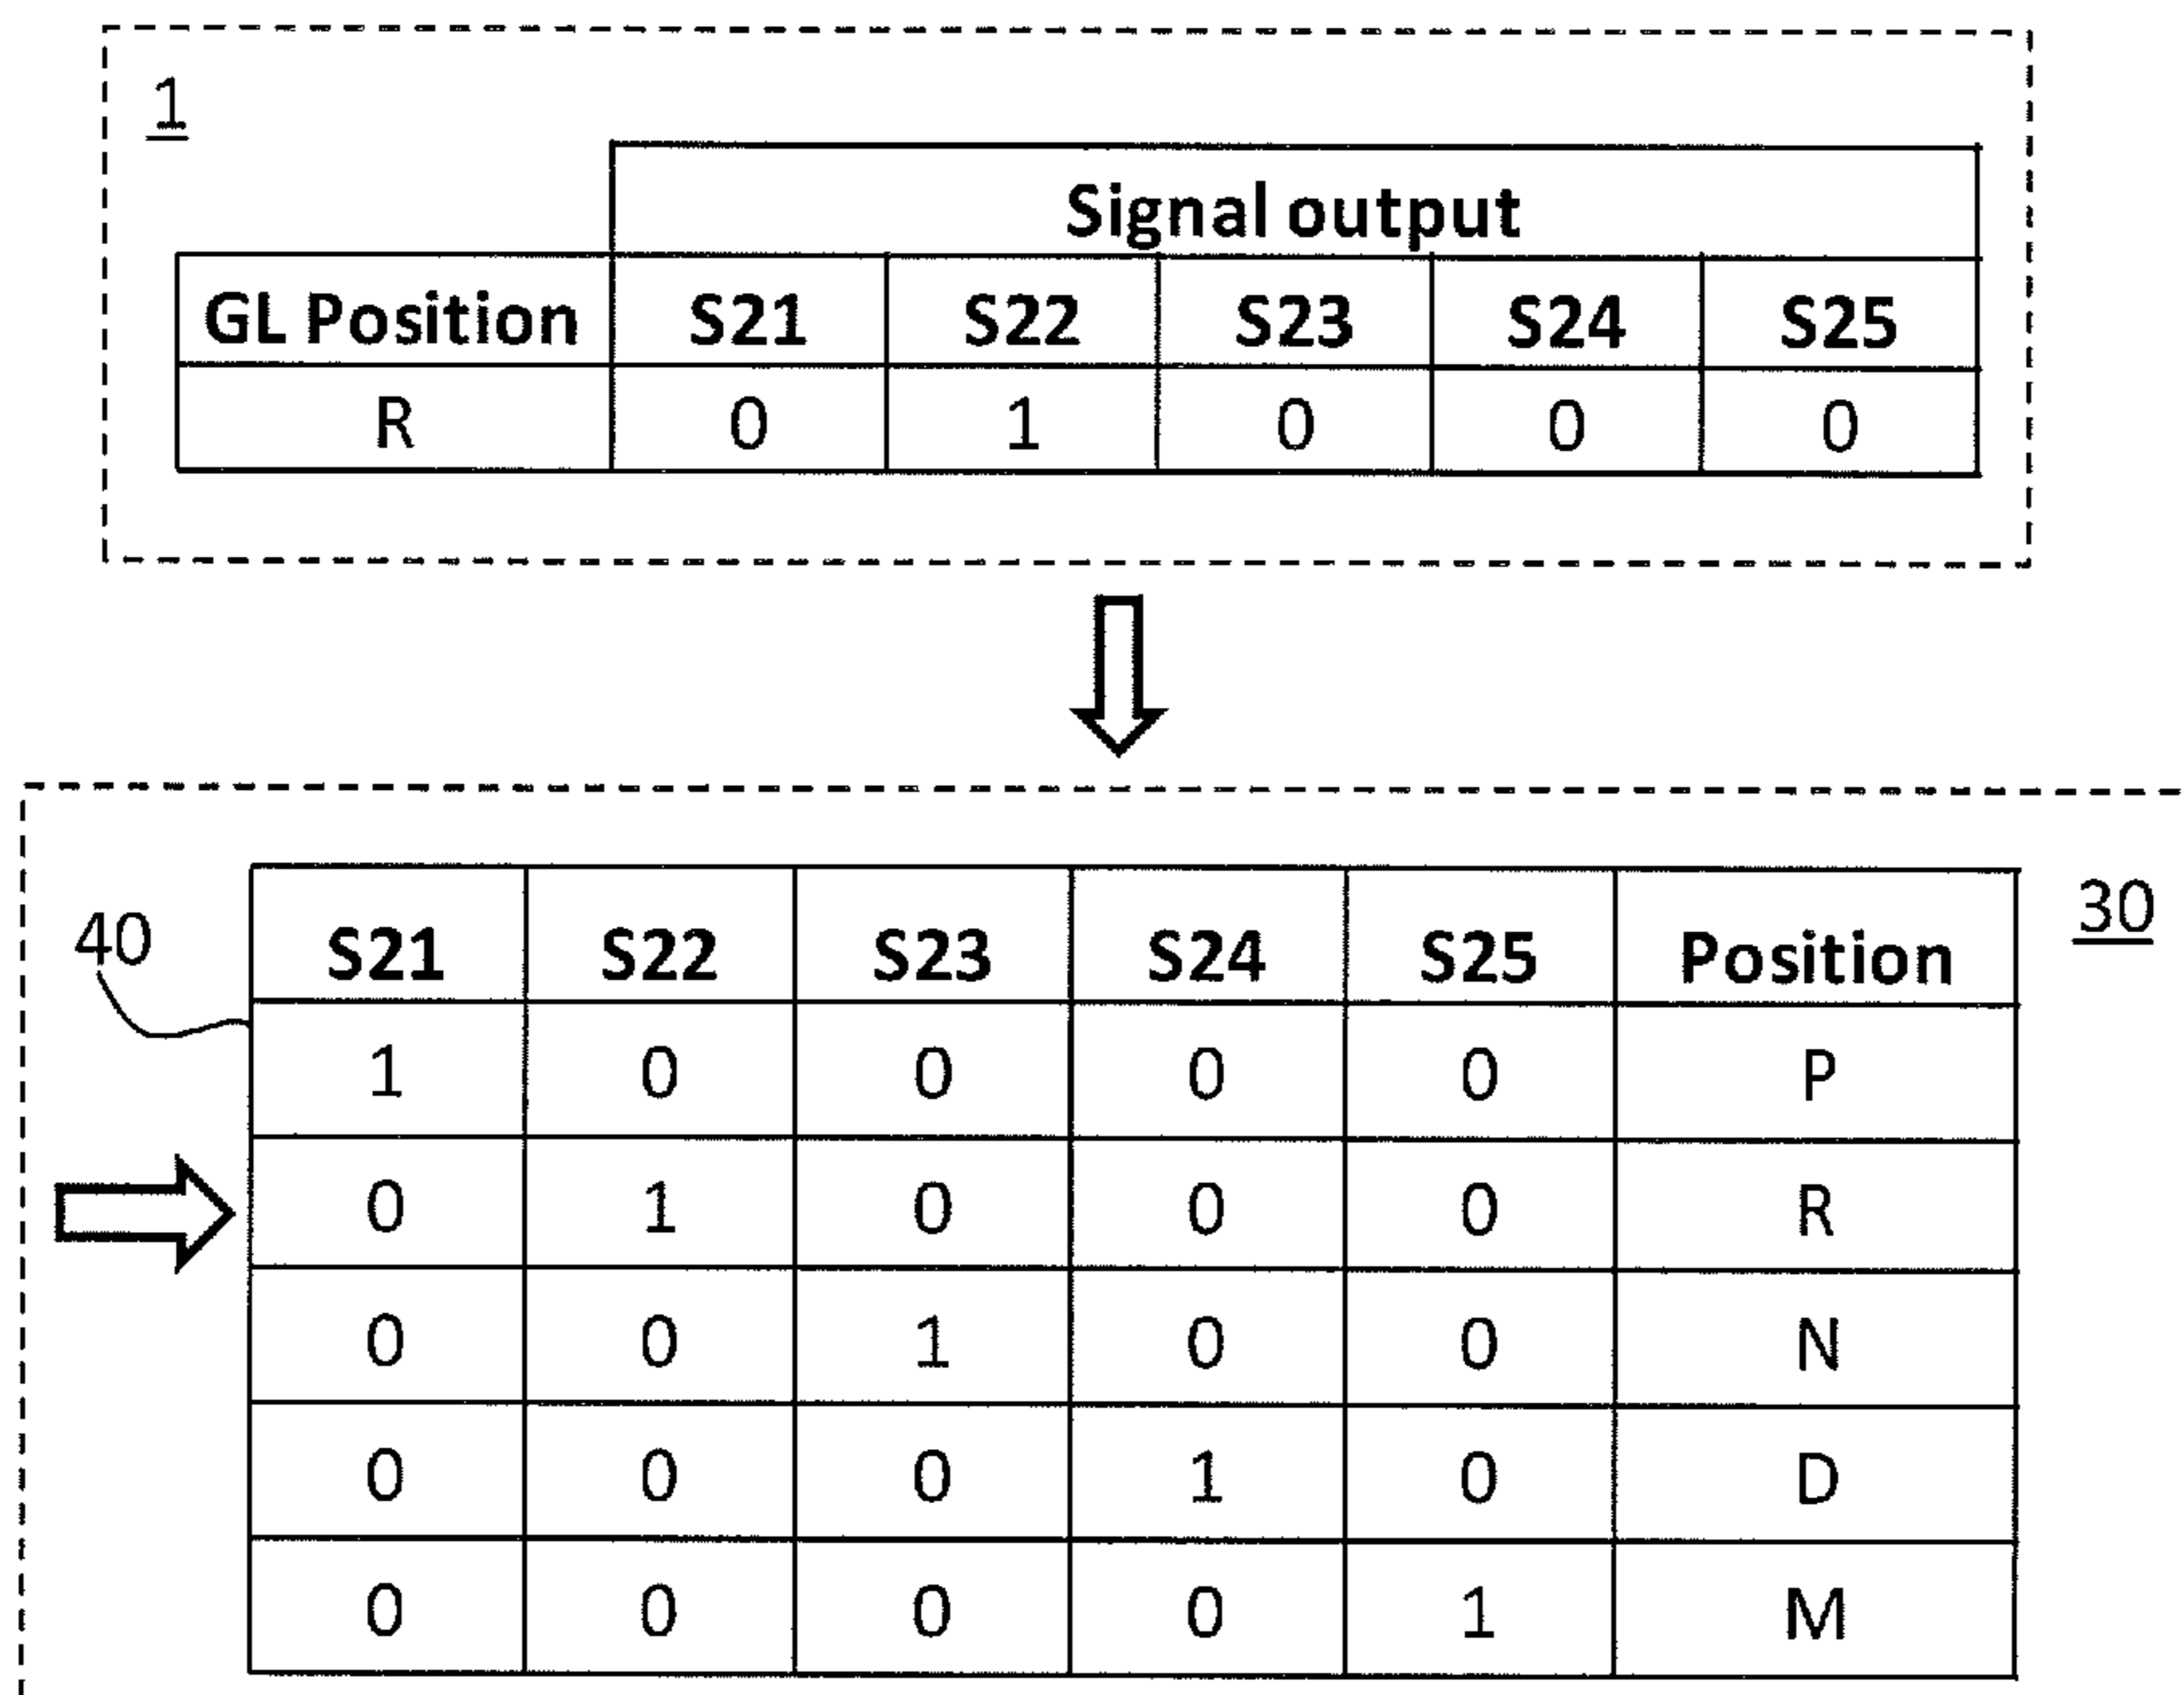 1
Signal output
GL Position S21 S22 S23 S24 S25
R 0 1 0 0 0
30
40
S21 S22 S23 S24 S25 Position
1 0 0 0 0 P
0 1 0 0 0 R
0 0 1 0 0 N
0 0 0 1 0 D
0 0 0 0 1 M